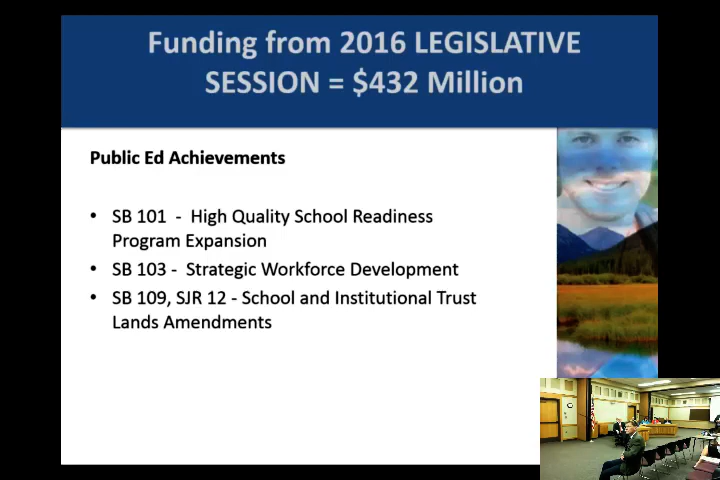 Funding from 2016 LEGISLATIVE
SESSION = $432 Million
Public Ed Achievements
• SB 101 - High Quality School Readiness
Program Expansion
• SB 103 - Strategic Workforce Development
• SB 109, SJR 12 - School and Institutional Trust
Lands Amendments